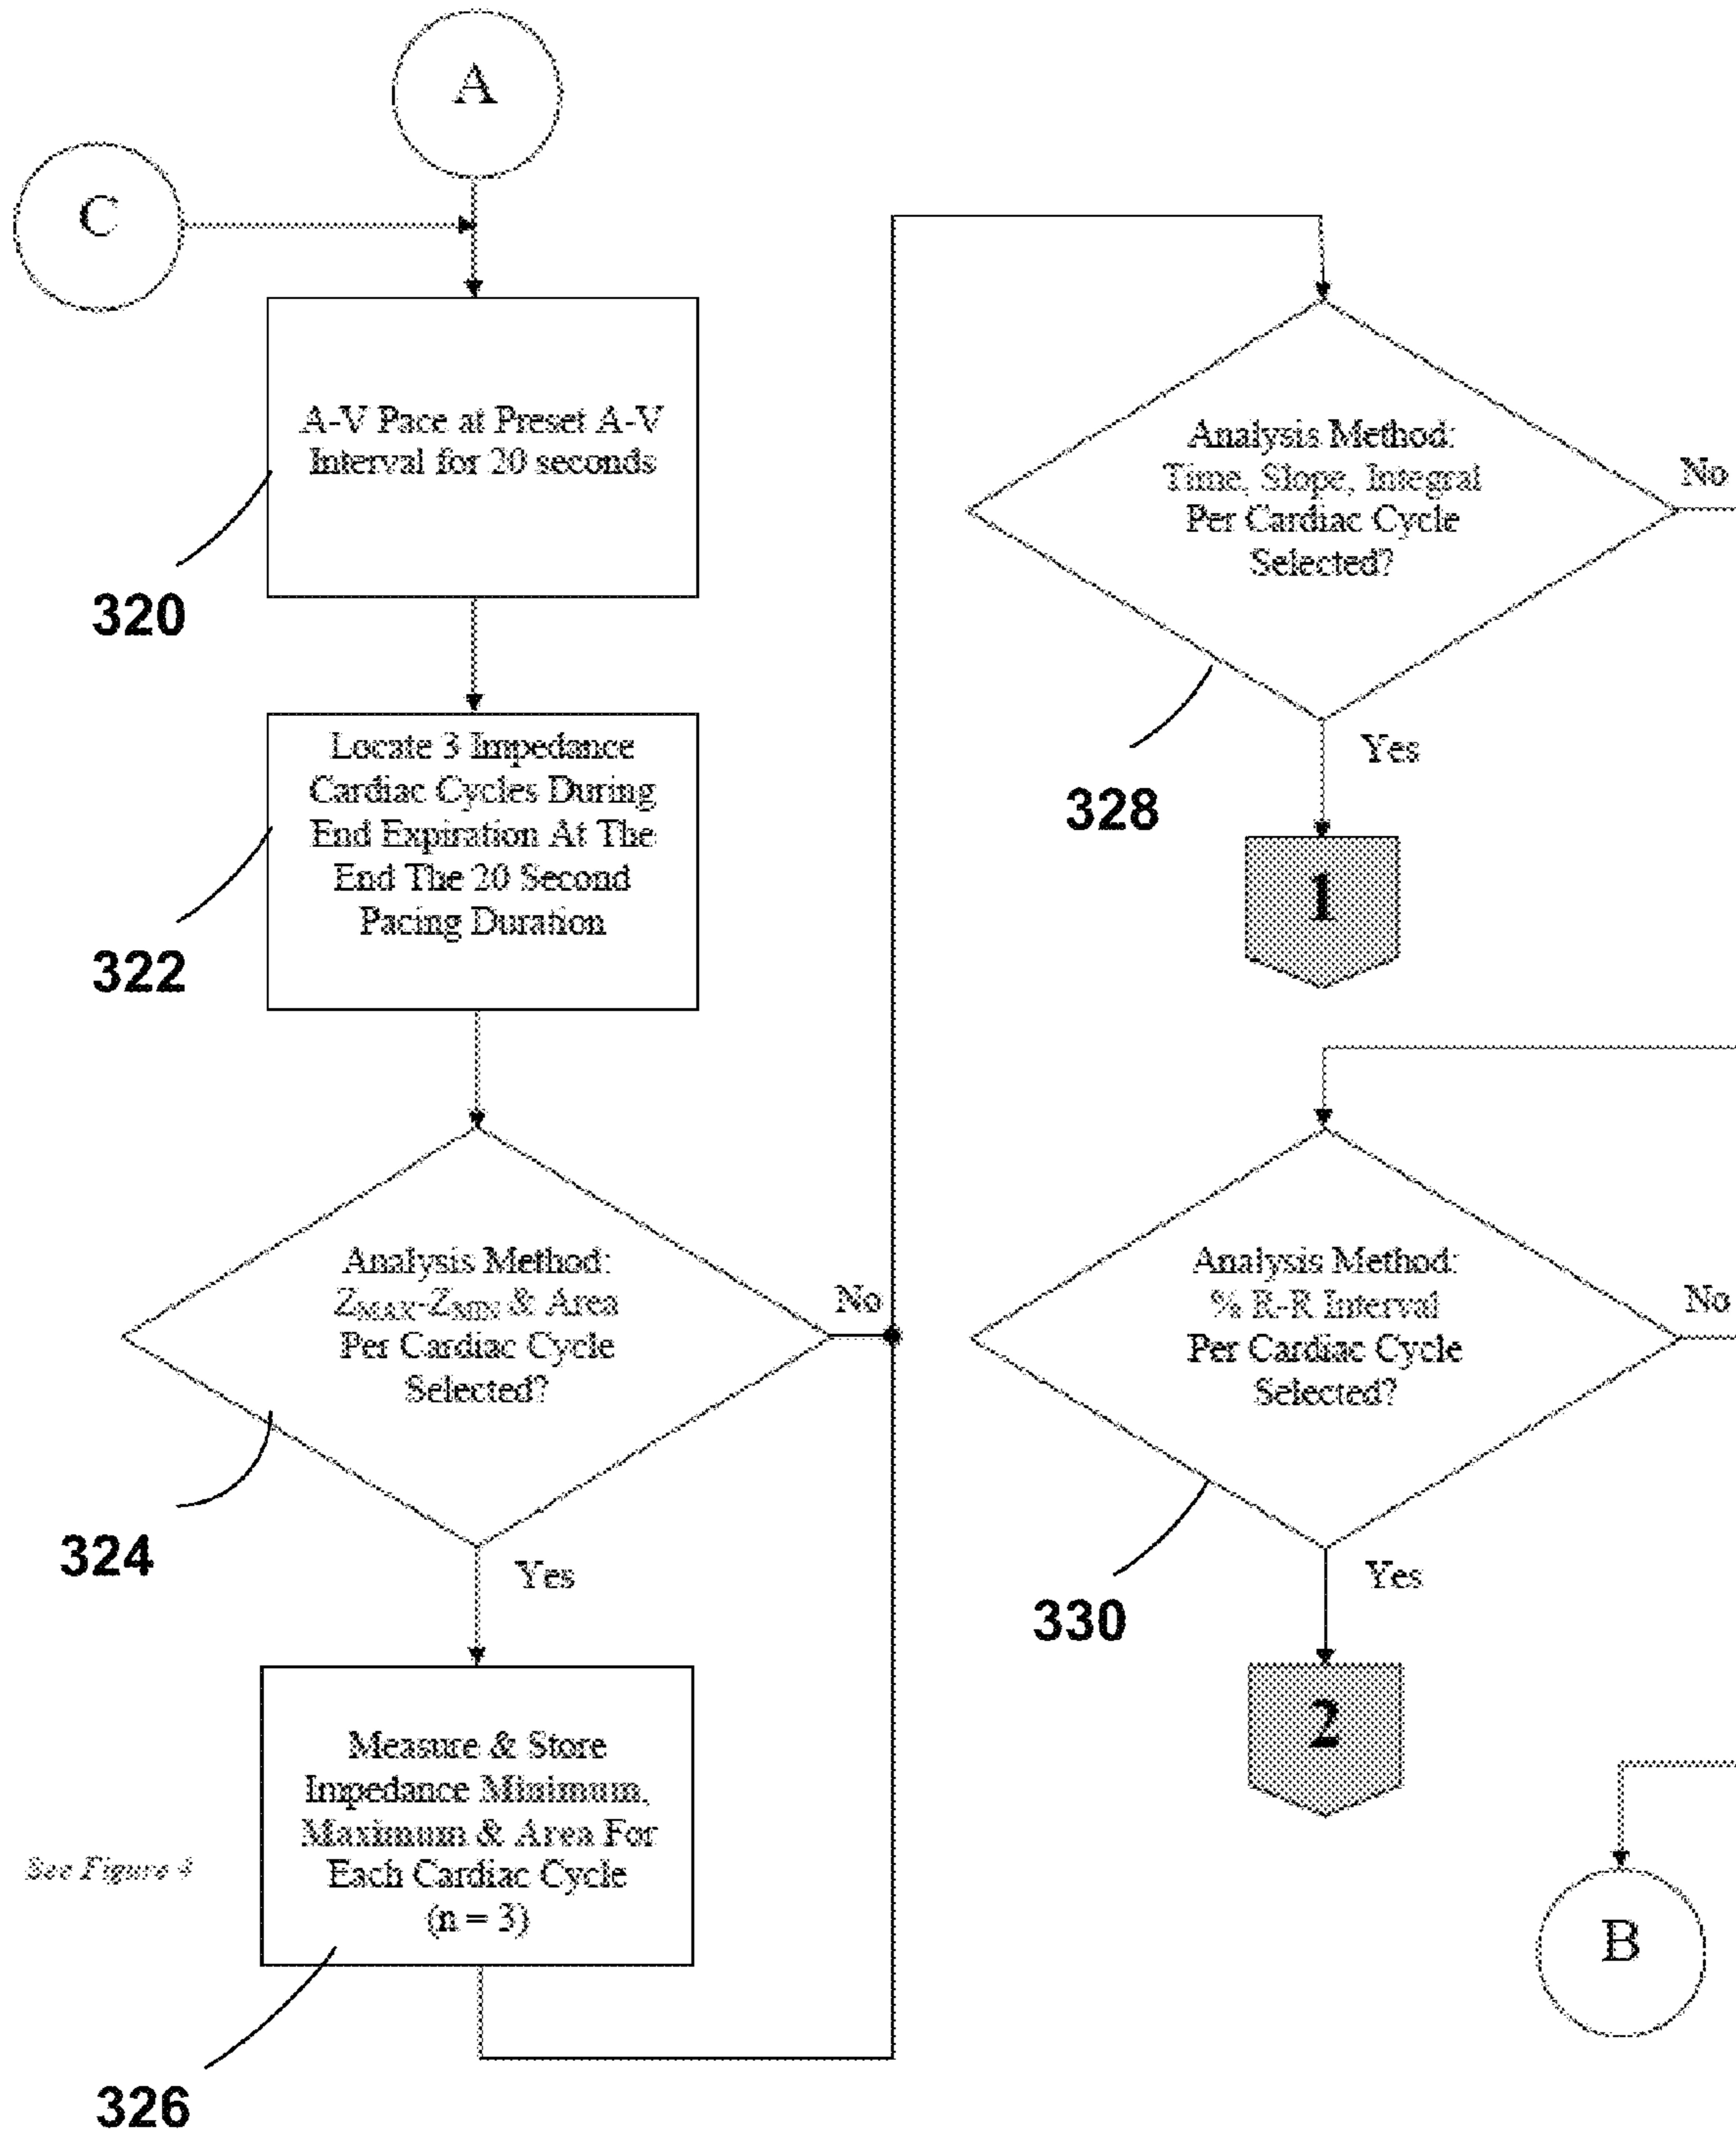 A
C
A-V Pace at Preset A-V
Interval for 20 seconds
320
Locate 3 Impedance
Cardiac Cycles During
End Expiration At The
End The 20 Second
Pacing Duration
322
Analysis Method:
ZMAX-ZMIN & Area
Per Cardiac Cycle
Selected?
No
324
Yes
Measure & Store
Impedance Minimum,
Maximum & Area For
Each Cardiac Cycle
(n = 3)
See Figure 4
326
Analysis Method:
Time, Slope, Integral
Per Cardiac Cycle
Selected?
No
328
Yes
1
Analysis Method:
% R-R Interval
Per Cardiac Cycle
Selected?
No
330
Yes
2
B